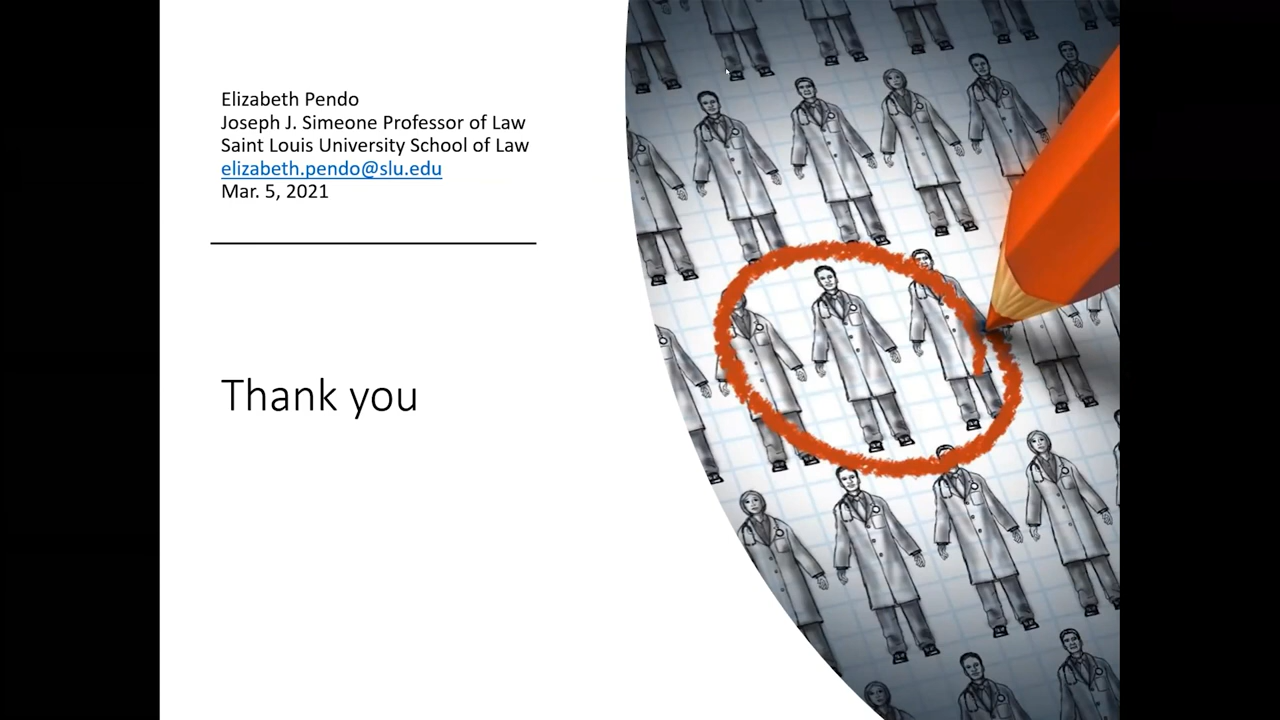 Elizabeth Pendo
Joseph J. Simeone Professor of Law
Saint Louis University School of Law
elizabeth.pendo@slu.edu
Mar. 5, 2021
Thank you